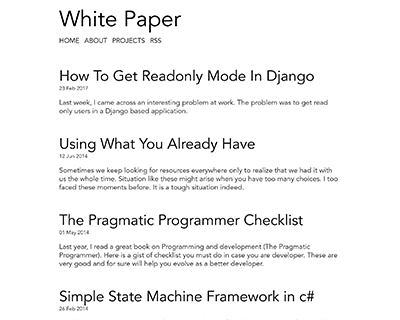 White Paper
HOME ABOUT PROJECTS RSS
How To Get Readonly Mode In Django
23 Feb 2017
Last week, I came across an interesting problem at work. The problem was to get read
only users in a Django based application.
Using What You Already Have
12 Jun 2014
Sometimes we keep looking for resources everywhere only to realize that we had it with
us the whole time. Situation like these might arise when you have too many choices. I too
faced these moments before. It is a tough situation indeed.
The Pragmatic Programmer Checklist
01 May 2014
Last year, I read a great book on Programming and development (The Pragmatic
Programmer). Here is a gist of checklist you must do in case you are developer. These are
very good and for sure will help you evolve as a better developer.
Simple State Machine Framework in c#
26 Feb 2014